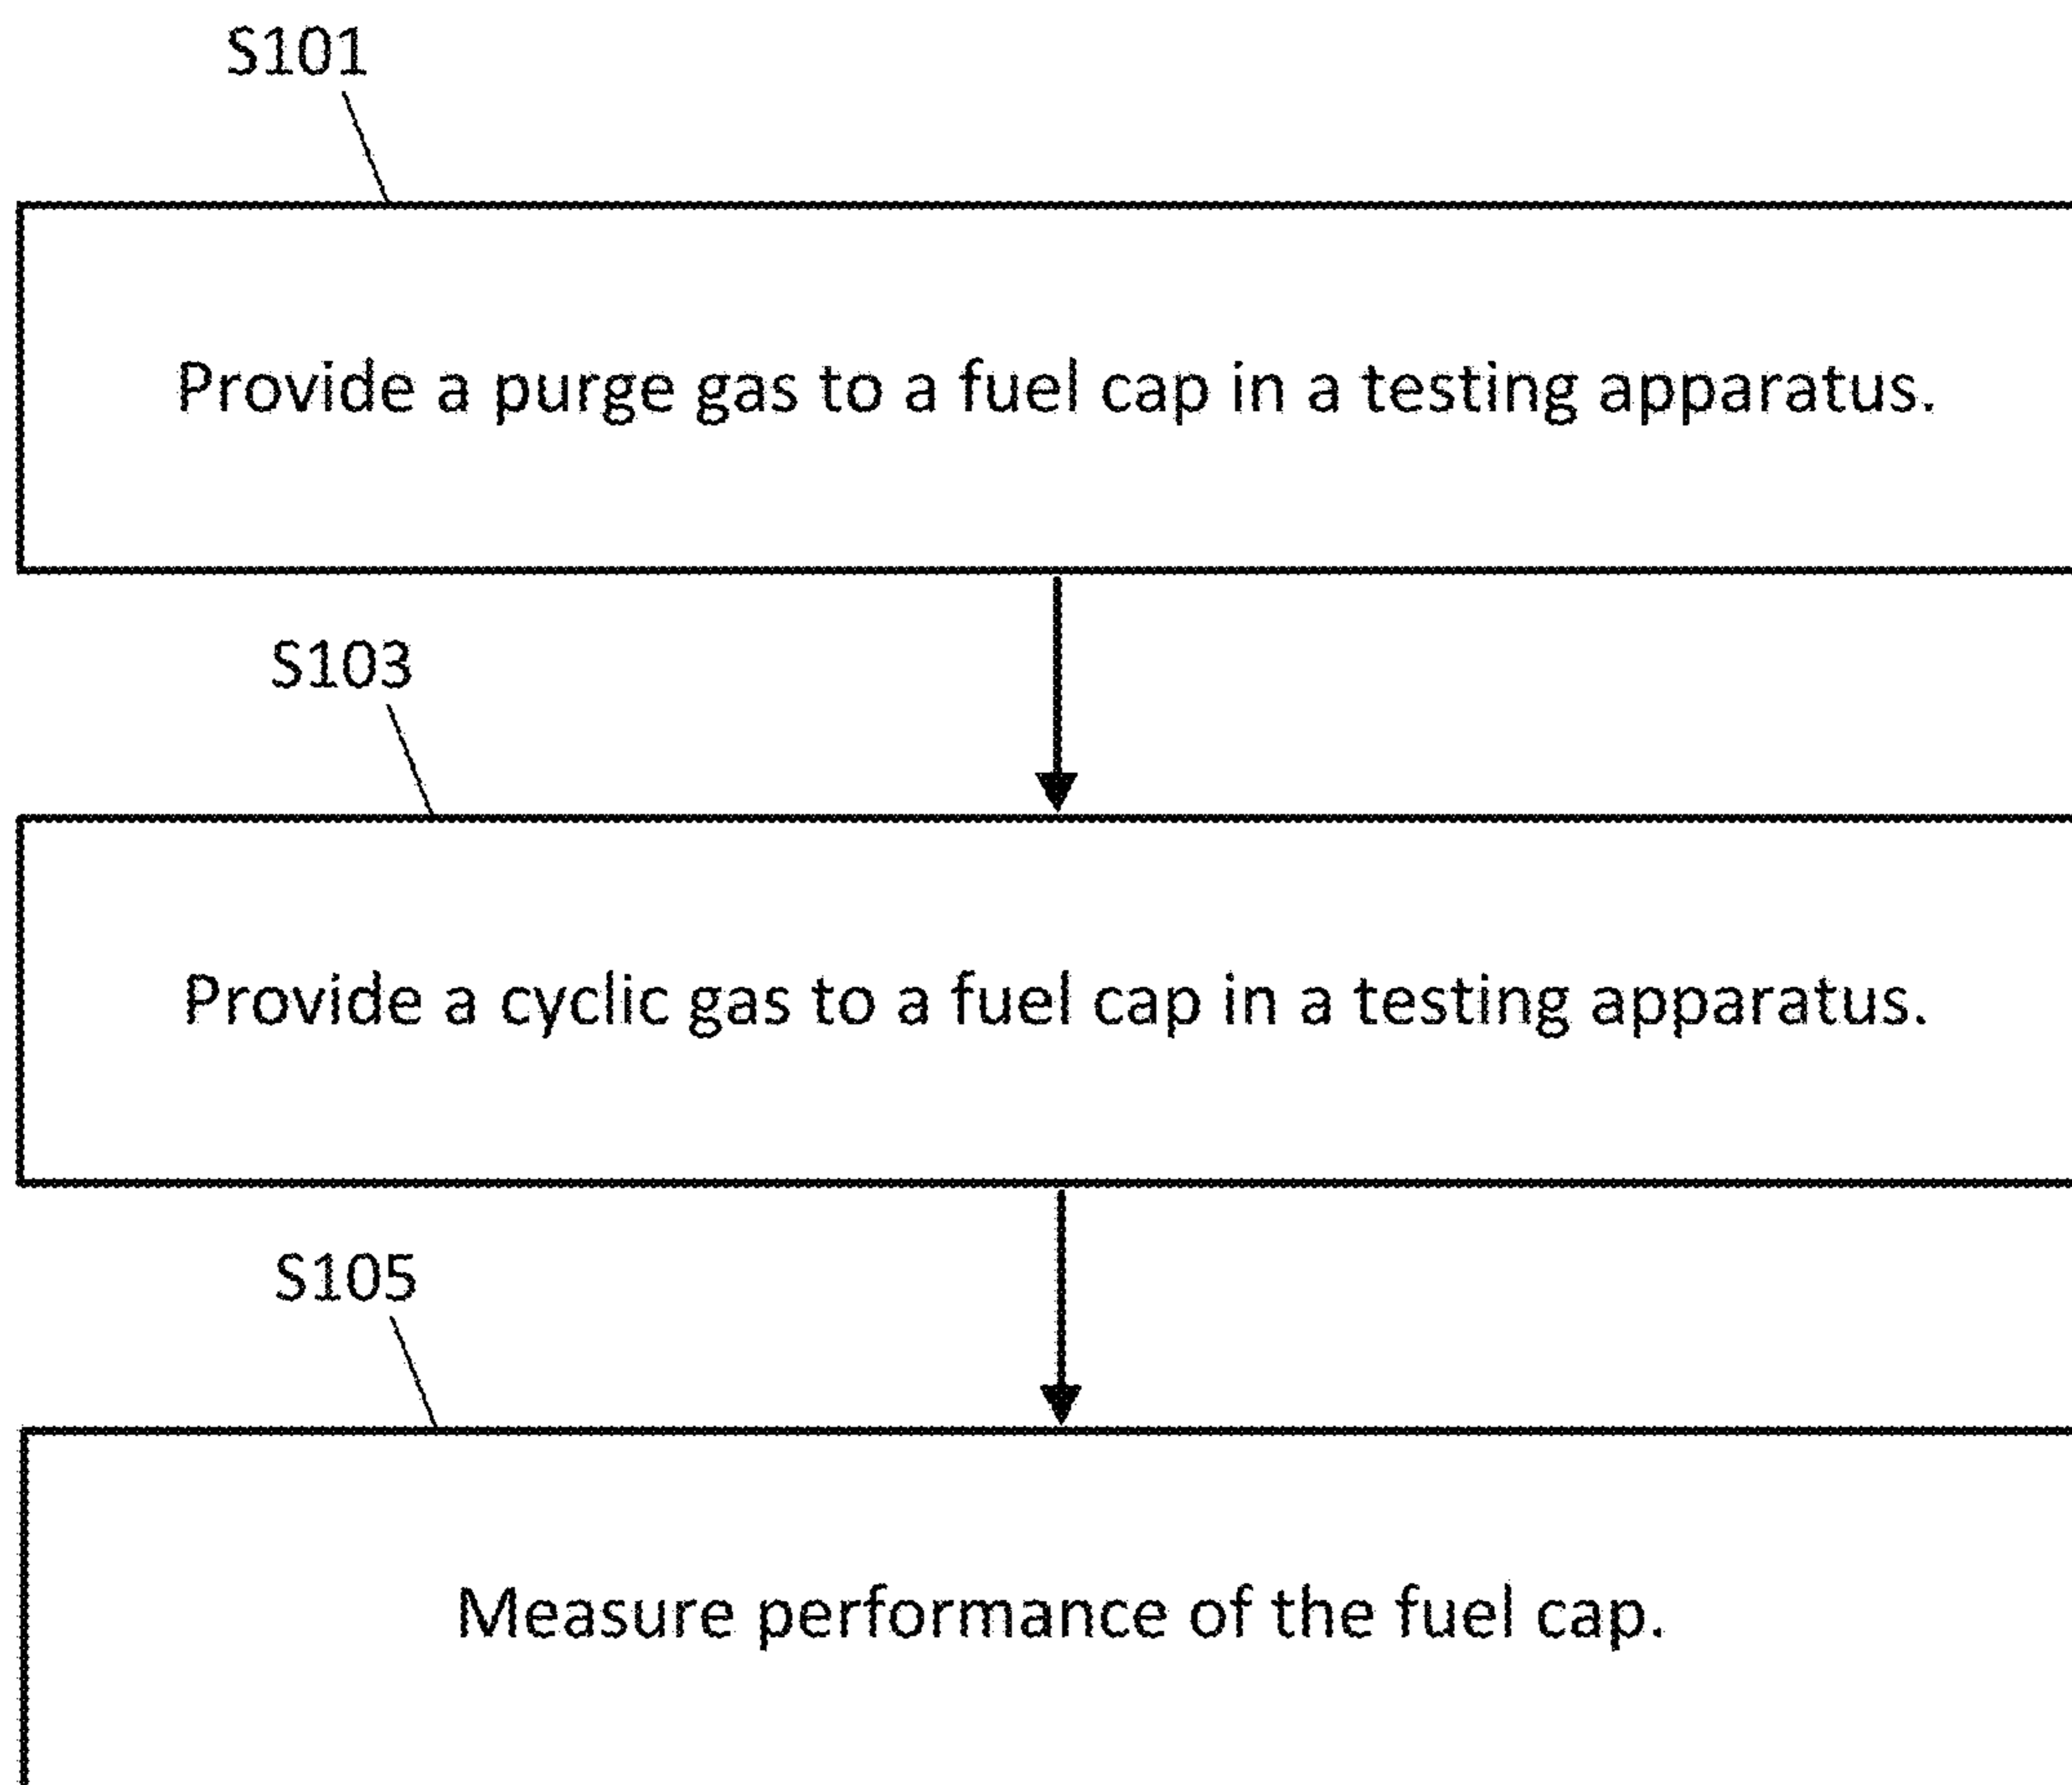 S101
Provide a purge gas to a fuel cap in a testing apparatus.
S103
Provide a cyclic gas to a fuel cap in a testing apparatus.
S105
Measure performance of the fuel cap.